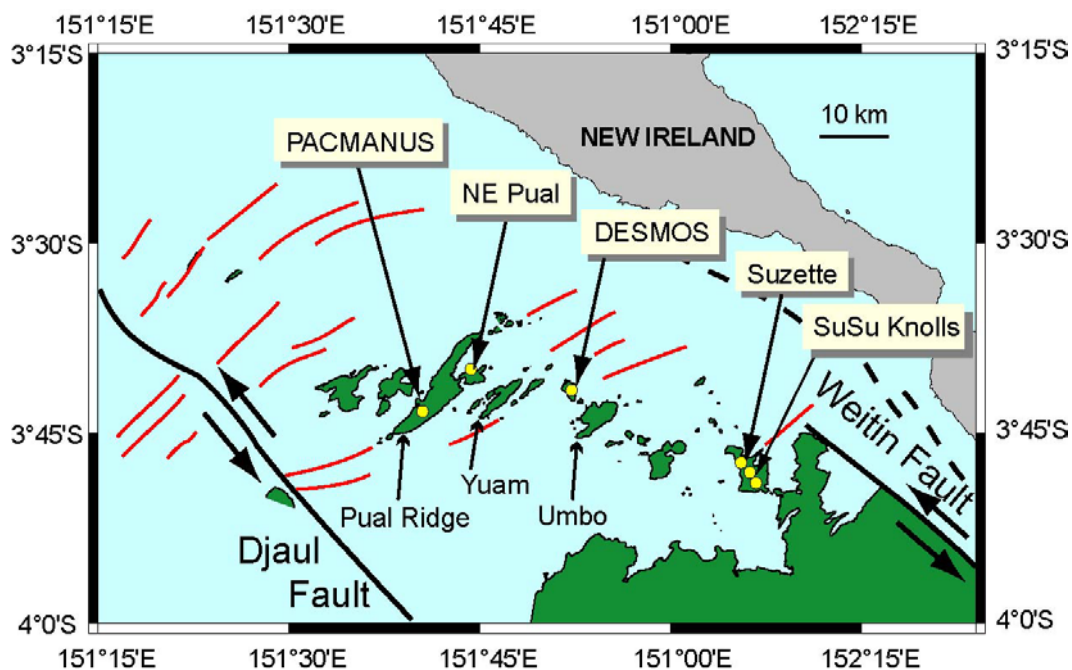 151°15'E 151°30'E 151°45'E 151°00'E 152°15'E
3°15'S 3°15'S
10 km
NEW IRELAND
PACMANUS
NE Pual
DESMOS
3°30'S 3°30'S
Suzette
SuSu Knolls
Weitin Fault
3°45'S 3°45'S
Yuam
Pual Ridge
Umbo
Djaul
Fault
4°0'S 4°0'S
151°15'E 151°30'E 151°45'E 151°00'E 152°15'E